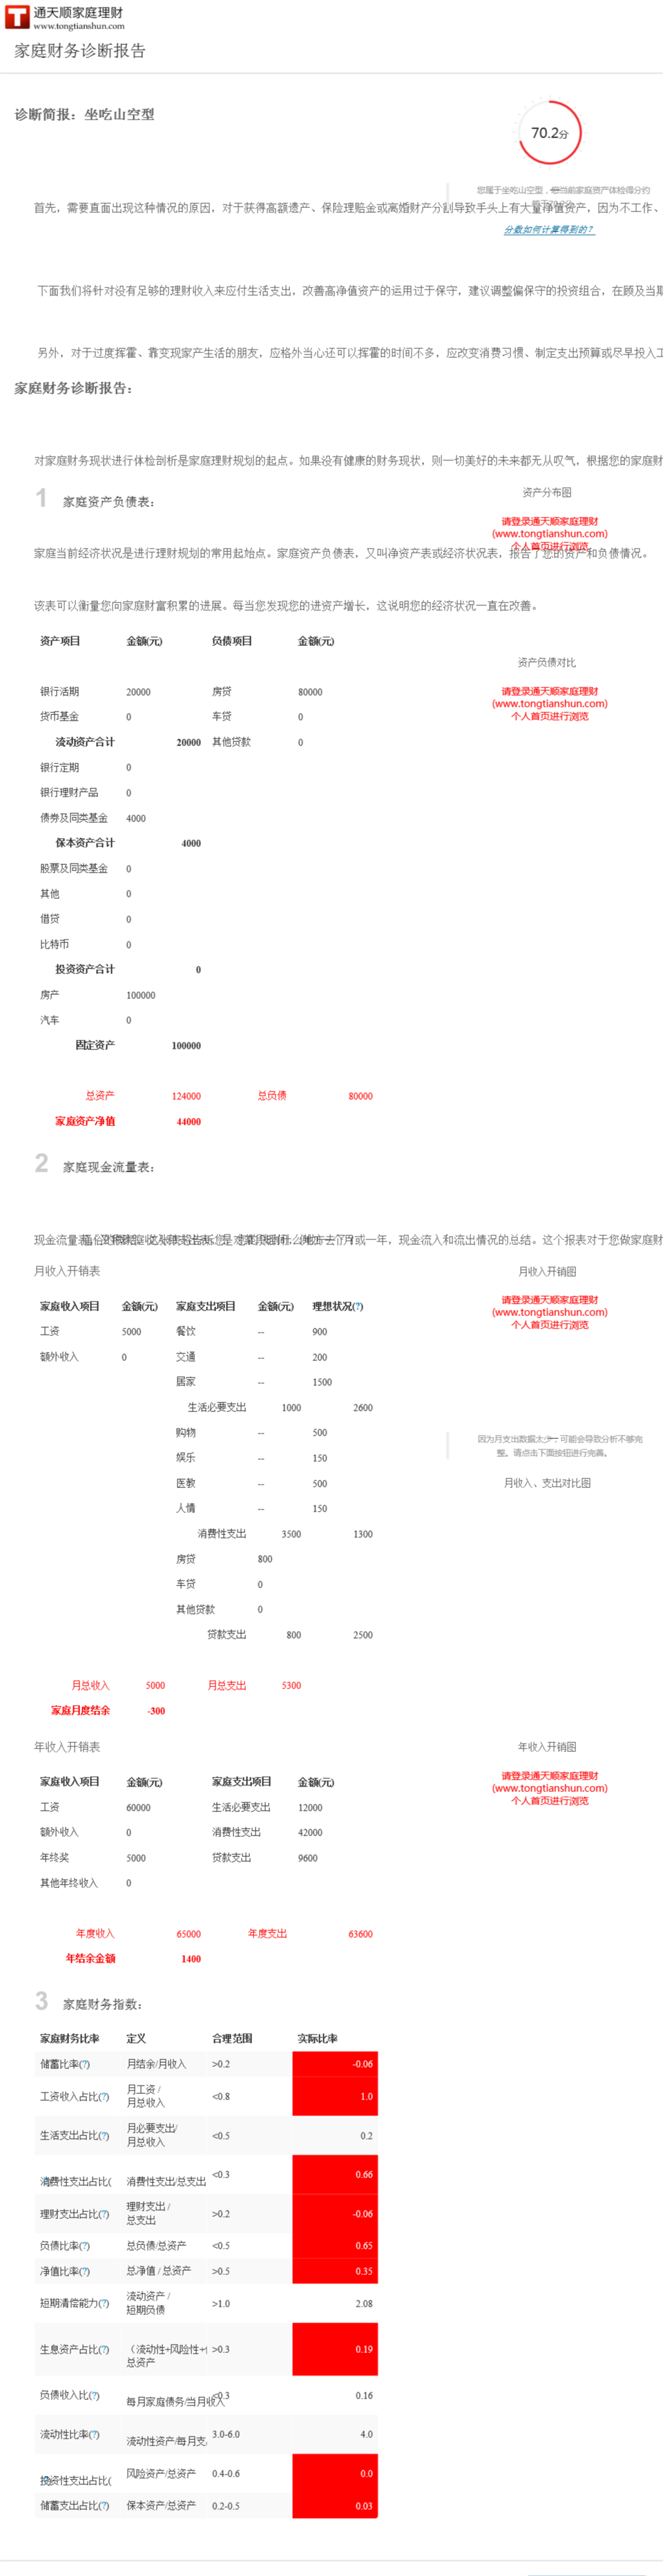 通天顺家庭理财
www.tongtianshun.com
家庭财务诊断报告
诊断简报：坐吃山空型
70.2分
您属于坐吃山空型，您当前家庭资产体检得分约
首先，需要直面出现这种情况的原因，对于获得高额遗产、保险理赔金或离婚财产分割导致手头上有大量净值资产，因为不工作、
分数如何计算得到的?
下面我们将针对没有足够的理财收入来应付生活支出，改善高净值资产的运用过于保守，建议调整偏保守的投资组合，在顾及当期
另外，对于过度挥霍、靠变现家产生活的朋友，应格外当心还可以挥霍的时间不多，应改变消费习惯、制定支出预算或尽早投入工
家庭财务诊断报告：
对家庭财务现状进行体检剖析是家庭理财规划的起点。如果没有健康的财务现状，则一切美好的未来都无从叹气，根据您的家庭财
1 家庭资产负债表：
资产分布图
请登录通天顺家庭理财
(www.tongtianshun.com)
个人首页进行浏览
家庭当前经济状况是进行理财规划的常用起始点。家庭资产负债表，又叫净资产表或经济状况表，报告了您的资产和负债情况。
该表可以衡量您向家庭财富积累的进展。每当您发现您的进资产增长，这说明您的经济状况一直在改善。
资产项目 金额(元) 负债项目 金额(元)
资产负债对比
请登录通天顺家庭理财
(www.tongtianshun.com)
个人首页进行浏览
银行活期 20000 房贷 80000
货币基金 0 车贷 0
流动资产合计 20000 其他贷款 0
银行定期 0
银行理财产品 0
债券及同类基金 4000
保本资产合计 4000
股票及同类基金 0
其他 0
借贷 0
比特币 0
投资资产合计 0
房产 100000
汽车 0
固定资产 100000
总资产 124000 总负债 80000
家庭资产净值 44000
2 家庭现金流量表：
现金流量表 或一年，现金流入和流出情况的总结。这个报表对于您做家庭财
月收入开销表
月收入开销图
请登录通天顺家庭理财
(www.tongtianshun.com)
个人首页进行浏览
家庭收入项目 金额(元) 家庭支出项目 金额(元) 理想状况(?)
工资 5000 餐饮 -- 900
额外收入 0 交通 -- 200
居家 -- 1500
生活必要支出 1000 2600
购物 -- 500
娱乐 -- 150
医教 -- 500
人情 -- 150
消费性支出 3500 1300
房贷 800
车贷 0
其他贷款 0
贷款支出 800 2500
因为月支出数据太少，可能会导致分析不够完
整。请点击下面按钮进行完善。
月收入、支出对比图
月总收入 5000 月总支出 5300
家庭月度结余 -300
年收入开销表
年收入开销图
请登录通天顺家庭理财
(www.tongtianshun.com)
个人首页进行浏览
家庭收入项目 金额(元) 家庭支出项目 金额(元)
工资 60000 生活必要支出 12000
额外收入 0 消费性支出 42000
年终奖 5000 贷款支出 9600
其他年终收入 0
年度收入 65000 年度支出 63600
年结余金额 1400
3 家庭财务指数：
家庭财务比率 定义 合理范围 实际比率
储蓄比率(?) 月结余/月收入 >0.2 -0.06
工资收入占比(?) 月工资 / 月总收入 <0.8 1.0
生活支出占比(?) 月必要支出/ 月总收入 <0.5 0.2
消费性支出占比( 消费性支出/总支出 <0.3 0.66
理财支出占比(?) 理财支出 / 总支出 >0.2 -0.06
负债比率(?) 总负债/总资产 <0.5 0.65
净值比率(?) 总净值 / 总资产 >0.5 0.35
短期清偿能力(?) 流动资产 / 短期负债 >1.0 2.08
生息资产占比(?) （流动性+风险性+ 总资产 >0.3 0.19
负债收入比(?) 每月家庭债务/当月收入 <0.3 0.16
流动性比率(?) 流动性资产/每月支 3.0-6.0 4.0
投资性支出占比( 风险资产/总资产 0.4-0.6 0.0
储蓄支出占比(?) 保本资产/总资产 0.2-0.5 0.03